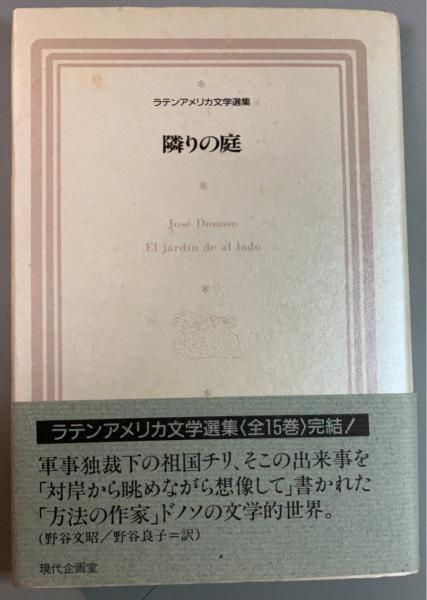 ラテンアメリカ文学選集
隣りの庭
José Donoso
El jardín de al lado
ラテンアメリカ文学選集〈全15巻〉完結!
軍事独裁下の祖国チリ、そこの出来事を
「対岸から眺めながら想像して」書かれた
「方法の作家」ドノソの文学的世界。
(野谷文昭/野谷良子=訳)
現代企画室